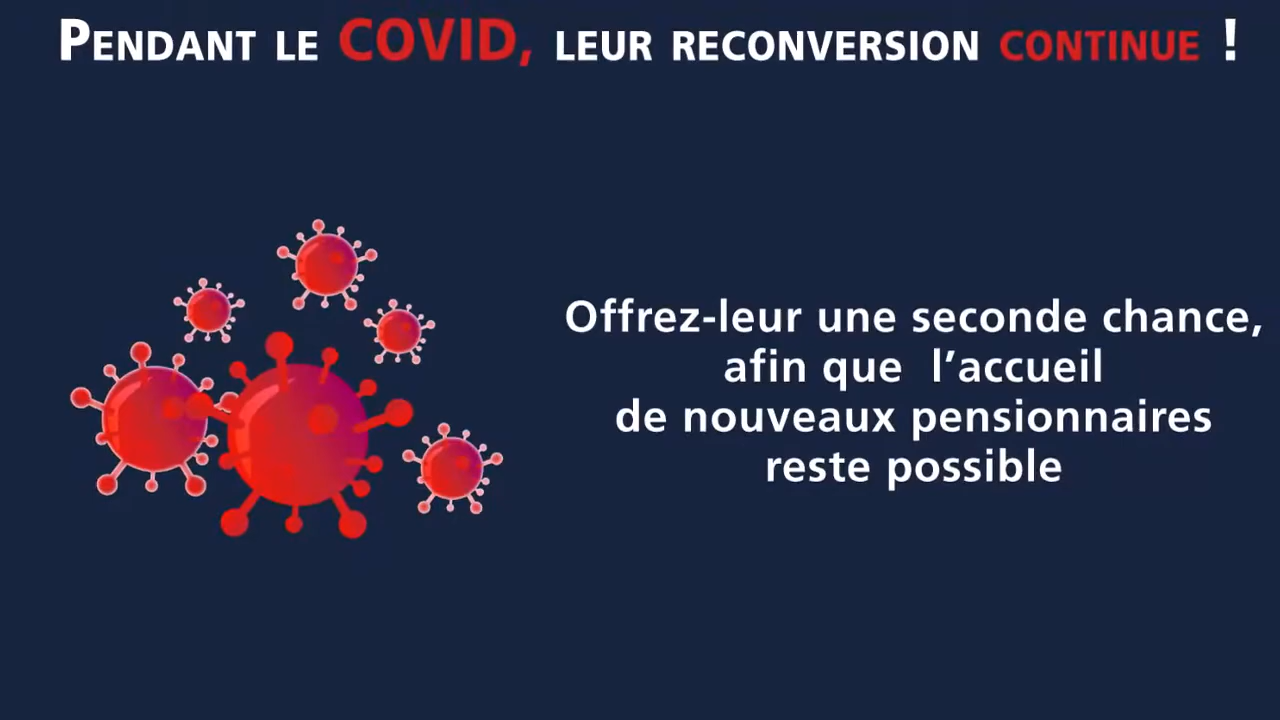 Pendant le COVID, leur reconversion continue !
Offrez-leur une seconde chance,
afin que  l’accueil
de nouveaux pensionnaires
reste possible